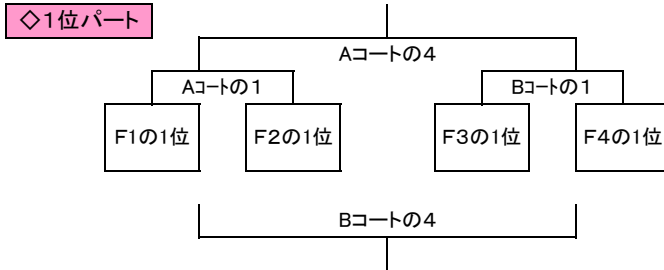 ◇１位パート
Aコートの４
Aコートの１
Bコートの１
F1の1位
F２の1位
F３の1位
F４の1位
Bコートの４